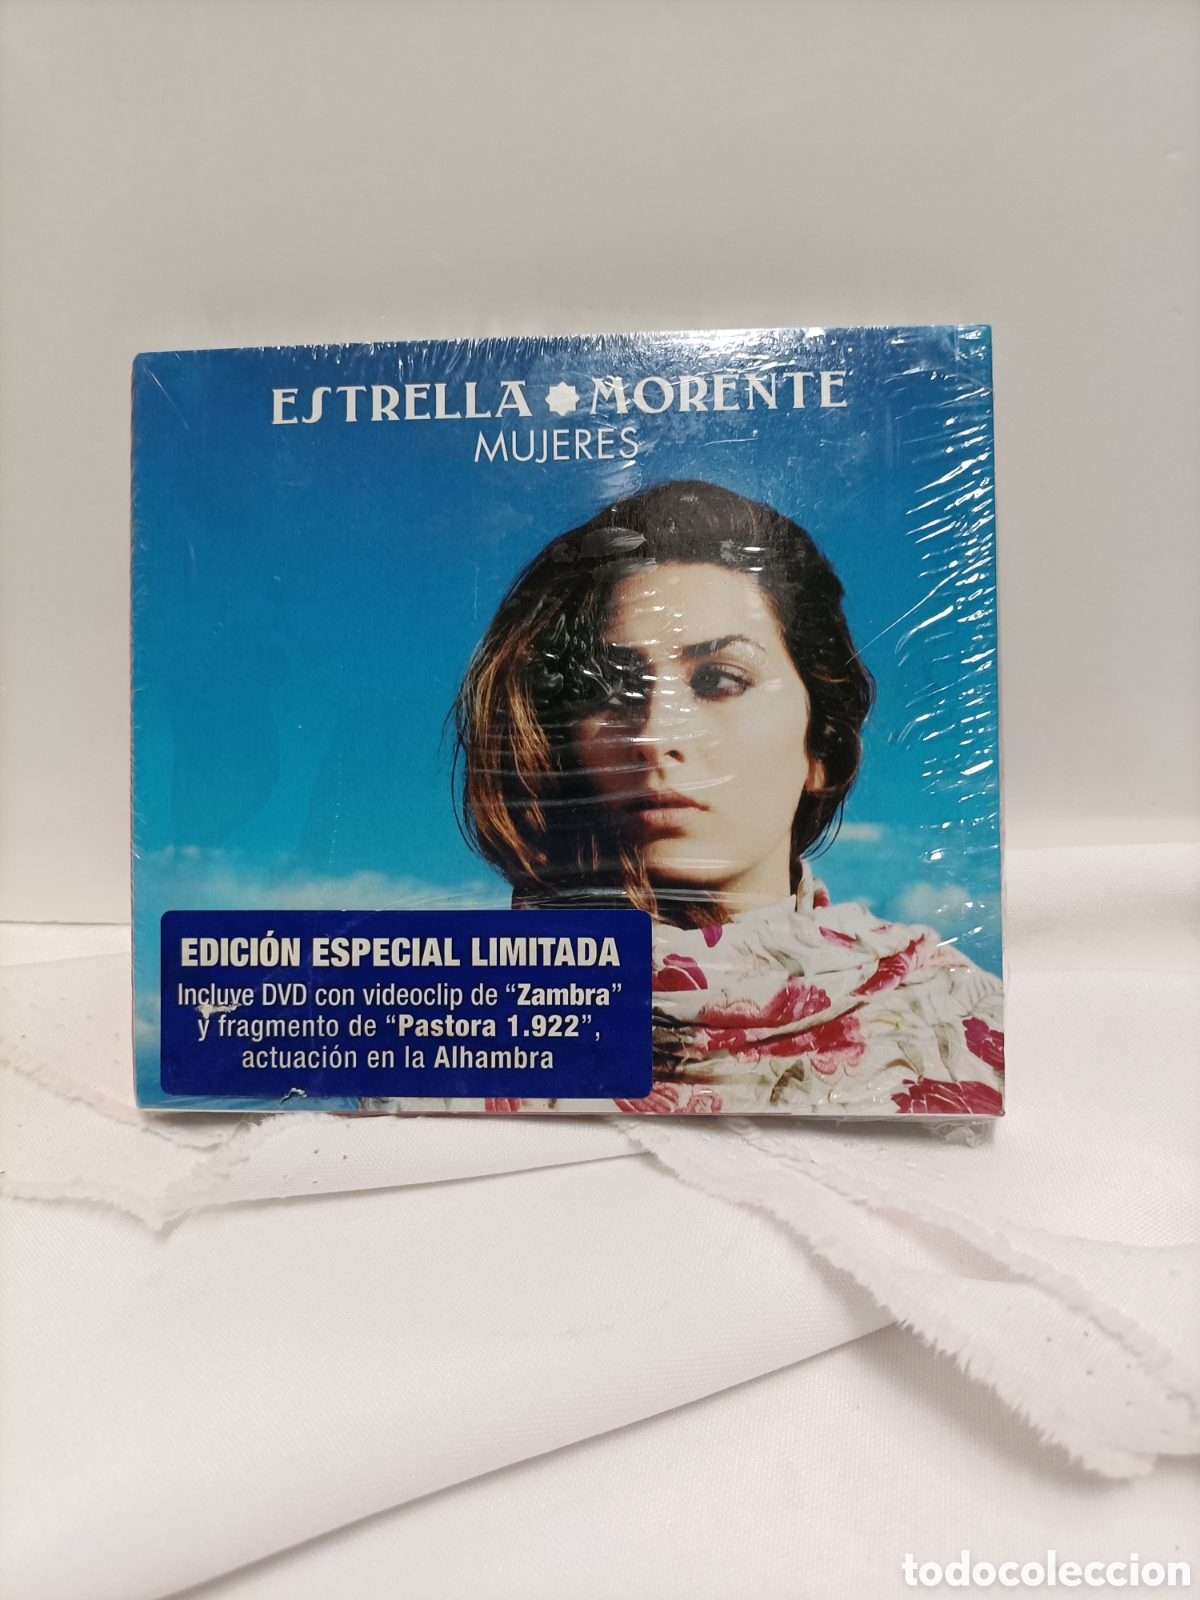 ESTRELLA MORENTE
MUJERES
EDICIÓN ESPECIAL LIMITADA
Incluye DVD con videoclip de “Zambra”
y fragmento de “Pastora 1.922”,
actuación en la Alhambra
todocoleccion